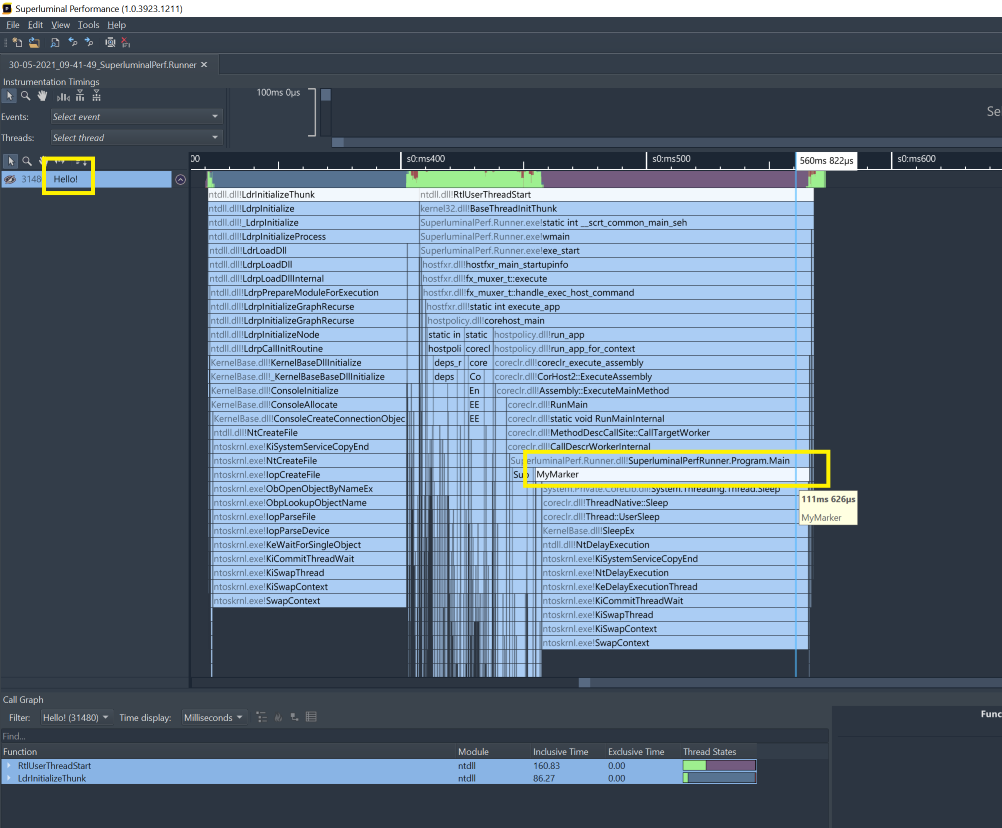 Superluminal Performance (1.0.3923.1211)
File Edit View Tools Help
30-05-2021_09-41-49_SuperluminalPerf.Runner ×
Instrumentation Timings
100ms 0µs
Events: Select event
Threads: Select thread
Se
00 s0:ms400 s0:ms500 560ms 822µs s0:ms600
3148 Hello!
ntdll.dll!LdrInitializeThunk ntdll.dll!RtlUserThreadStart
ntdll.dll!LdrpInitialize kernel32.dll!BaseThreadInitThunk
ntdll.dll!_LdrpInitialize SuperluminalPerf.Runner.exe!static int __scrt_common_main_seh
ntdll.dll!LdrpInitializeProcess SuperluminalPerf.Runner.exe!wmain
ntdll.dll!LdrLoadDll SuperluminalPerf.Runner.exe!exe_start
ntdll.dll!LdrpLoadDll hostfxr.dll!hostfxr_main_startupinfo
ntdll.dll!LdrpLoadDllInternal hostfxr.dll!fx_muxer_t::execute
ntdll.dll!LdrpPrepareModuleForExecution hostfxr.dll!fx_muxer_t::handle_exec_host_command
ntdll.dll!LdrpInitializeGraphRecurse hostfxr.dll!static int execute_app
ntdll.dll!LdrpInitializeGraphRecurse hostpolicy.dll!corehost_main
ntdll.dll!LdrpInitializeNode static in static hostpolicy.dll!run_app
ntdll.dll!LdrpCallInitRoutine hostpoli corecl hostpolicy.dll!run_app_for_context
KernelBase.dll!KernelBaseDllInitialize deps_r core coreclr.dll!coreclr_execute_assembly
KernelBase.dll!_KernelBaseBaseDllInitialize deps Co coreclr.dll!CorHost2::ExecuteAssembly
KernelBase.dll!ConsoleInitialize En coreclr.dll!Assembly::ExecuteMainMethod
KernelBase.dll!ConsoleAllocate EE coreclr.dll!RunMain
KernelBase.dll!ConsoleCreateConnectionObjec EE coreclr.dll!static void RunMainInternal
ntdll.dll!NtCreateFile coreclr.dll!MethodDescCallSite::CallTargetWorker
ntoskrnl.exe!KiSystemServiceCopyEnd coreclr.dll!CallDescrWorkerInternal
ntoskrnl.exe!NtCreateFile SuperluminalPerf.Runner.dll!SuperluminalPerfRunner.Program.Main
ntoskrnl.exe!IopCreateFile Sup MyMarker
ntoskrnl.exe!ObOpenObjectByNameEx System.Private.CoreLib.dll!System.Threading.Thread.Sleep
ntoskrnl.exe!ObpLookupObjectName coreclr.dll!ThreadNative::Sleep
ntoskrnl.exe!IopParseFile coreclr.dll!Thread::UserSleep
ntoskrnl.exe!IopParseDevice KernelBase.dll!SleepEx
ntoskrnl.exe!KeWaitForSingleObject ntdll.dll!NtDelayExecution
ntoskrnl.exe!KiCommitThreadWait ntoskrnl.exe!KiSystemServiceCopyEnd
ntoskrnl.exe!KiSwapThread ntoskrnl.exe!NtDelayExecution
ntoskrnl.exe!KiSwapContext ntoskrnl.exe!KeDelayExecutionThread
ntoskrnl.exe!SwapContext ntoskrnl.exe!KiCommitThreadWait
ntoskrnl.exe!KiSwapThread
ntoskrnl.exe!KiSwapContext
ntoskrnl.exe!SwapContext
111ms 626µs
MyMarker
Call Graph
Filter: Hello! (31480) Time display: Milliseconds
Func
Find...
Function Module Inclusive Time Exclusive Time Thread States
RtlUserThreadStart ntdll 160.83 0.00
LdrInitializeThunk ntdll 86.27 0.00